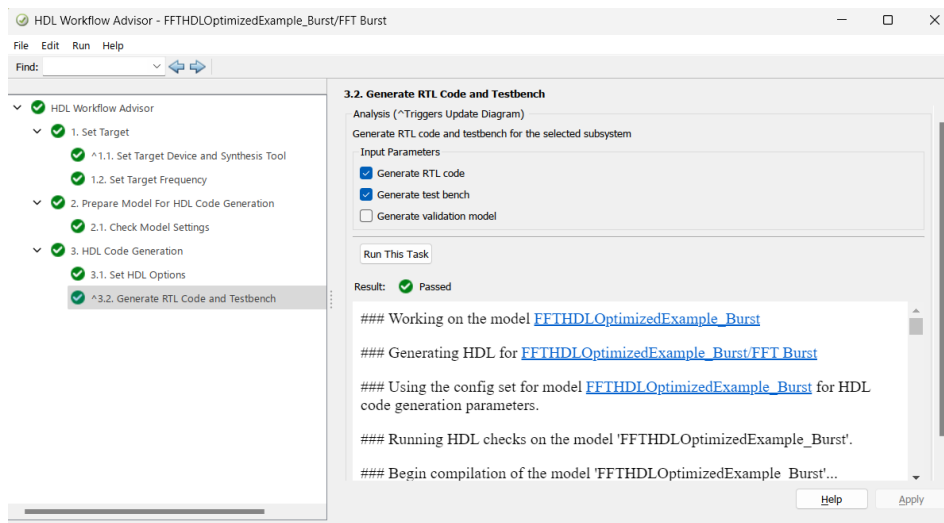 HDL Workflow Advisor - FFTHDLOptimizedExample_Burst/FFT Burst
File Edit Run Help
Find:
HDL Workflow Advisor
1. Set Target
^1.1. Set Target Device and Synthesis Tool
1.2. Set Target Frequency
2. Prepare Model For HDL Code Generation
2.1. Check Model Settings
3. HDL Code Generation
3.1. Set HDL Options
^3.2. Generate RTL Code and Testbench
3.2. Generate RTL Code and Testbench
Analysis (^Triggers Update Diagram)
Generate RTL code and testbench for the selected subsystem
Input Parameters
Generate RTL code
Generate test bench
Generate validation model
Run This Task
Result: Passed
### Working on the model FFTHDLOptimizedExample_Burst
### Generating HDL for FFTHDLOptimizedExample_Burst/FFT Burst
### Using the config set for model FFTHDLOptimizedExample_Burst for HDL
code generation parameters.
### Running HDL checks on the model 'FFTHDLOptimizedExample_Burst'.
### Begin compilation of the model 'FFTHDLOptimizedExample_Burst'...
Help Apply